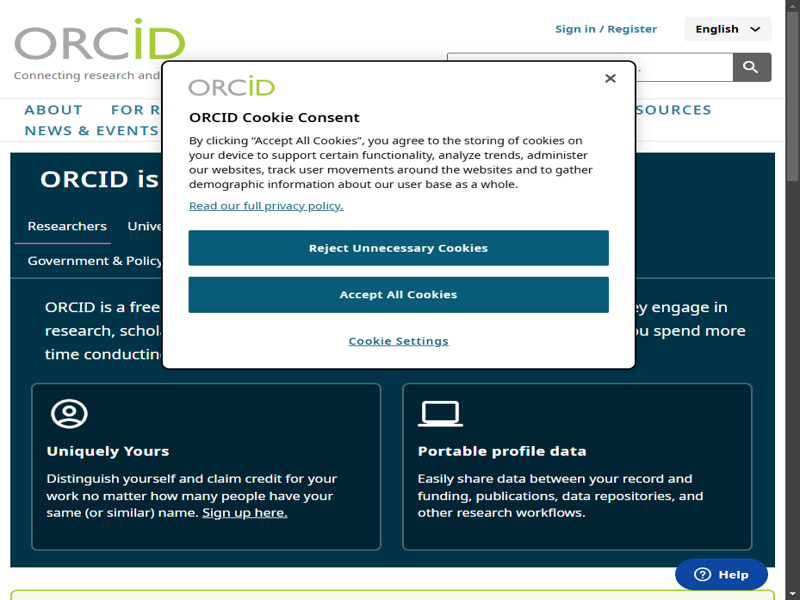 ORCID
Connecting research and
Sign in / Register
English
ABOUT
FOR R
SOURCES
NEWS & EVENTS
ORCID
ORCID Cookie Consent
By clicking “Accept All Cookies”, you agree to the storing of cookies on
your device to support certain functionality, analyze trends, administer
our websites, track user movements around the websites and to gather
demographic information about our user base as a whole.
Read our full privacy policy.
Reject Unnecessary Cookies
Accept All Cookies
Cookie Settings
ORCID is
Researchers
Unive
Government & Policy
ORCID is a free
ey engage in
research, schol
u spend more
time conducting
Uniquely Yours
Distinguish yourself and claim credit for your
work no matter how many people have your
same (or similar) name. Sign up here.
Portable profile data
Easily share data between your record and
funding, publications, data repositories, and
other research workflows.
Help